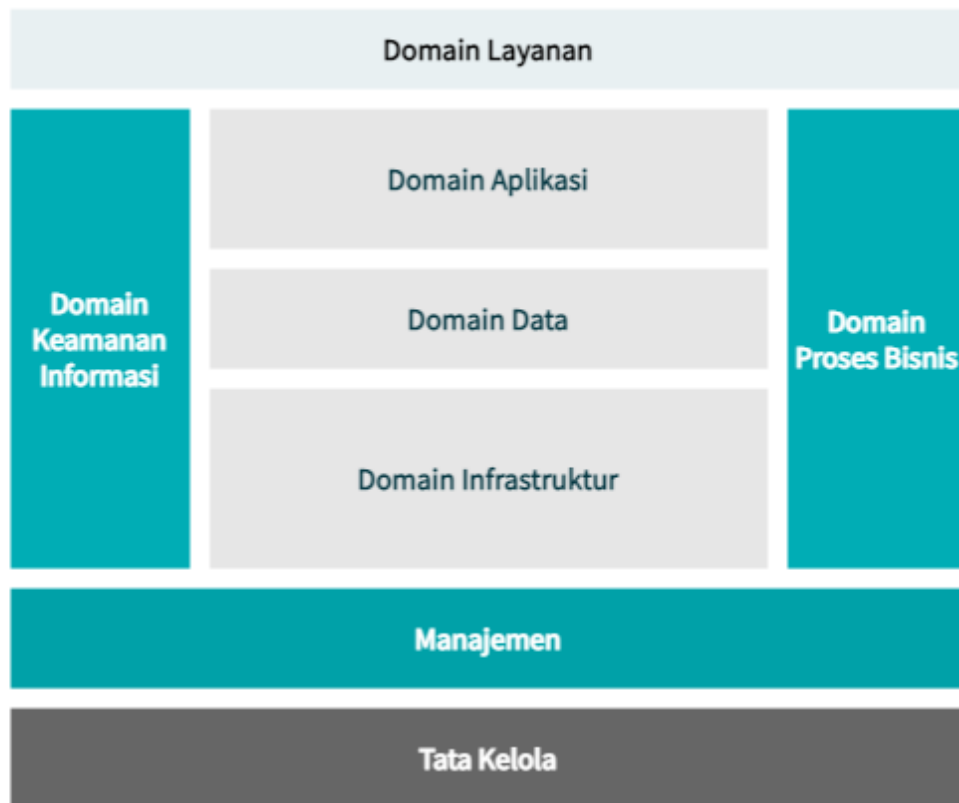 Domain Layanan
Domain
Keamanan
Informasi
Domain Aplikasi
Domain Data
Domain Infrastruktur
Domain
Proses Bisnis
Manajemen
Tata Kelola